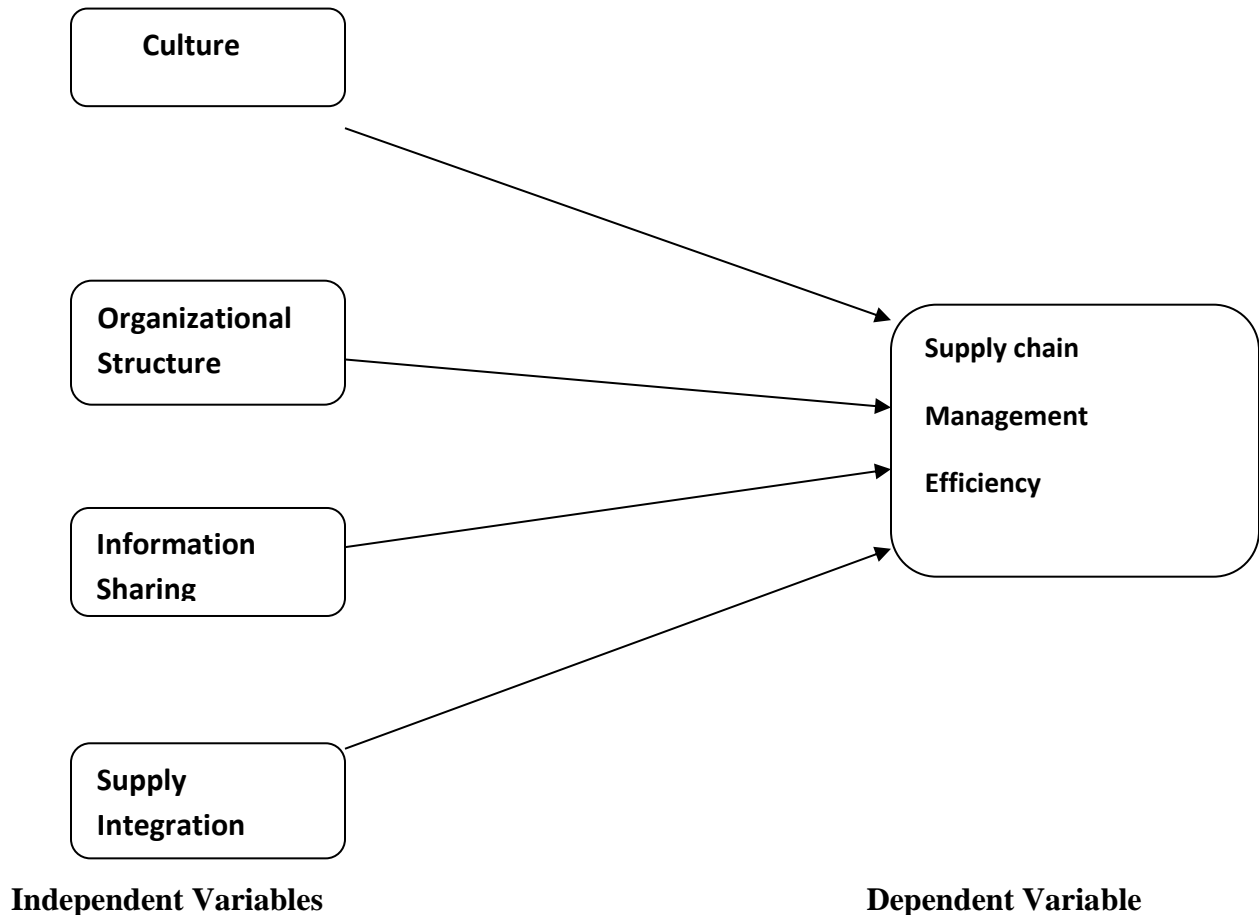 Culture
Organizational
Structure
Supply chain
Management
Efficiency
Information
Sharing
Supply
Integration
Independent Variables
Dependent Variable